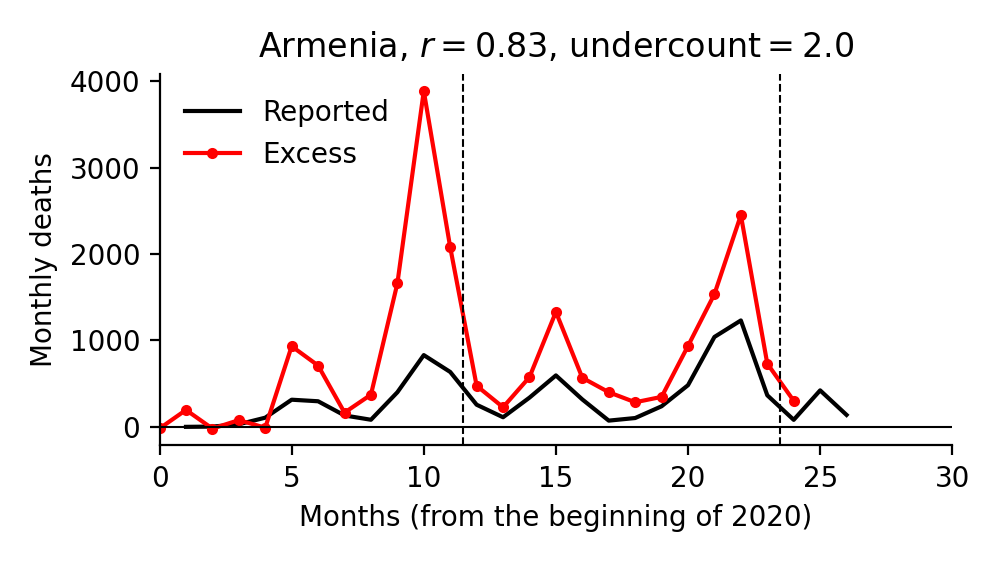 Armenia, r = 0.83, undercount = 2.0
4000
3000
2000
1000
0
Monthly deaths
Reported
Excess
0 5 10 15 20 25 30
Months (from the beginning of 2020)